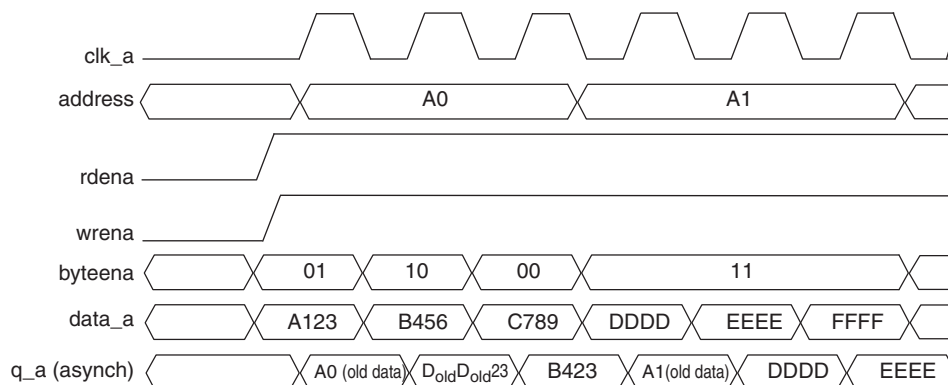 clk_a
address A0 A1
rdena
wrena
byteena 01 10 00 11
data_a A123 B456 C789 DDDD EEEE FFFF
q_a (asynch) A0 (old data) DoldDold23 B423 A1(old data) DDDD EEEE